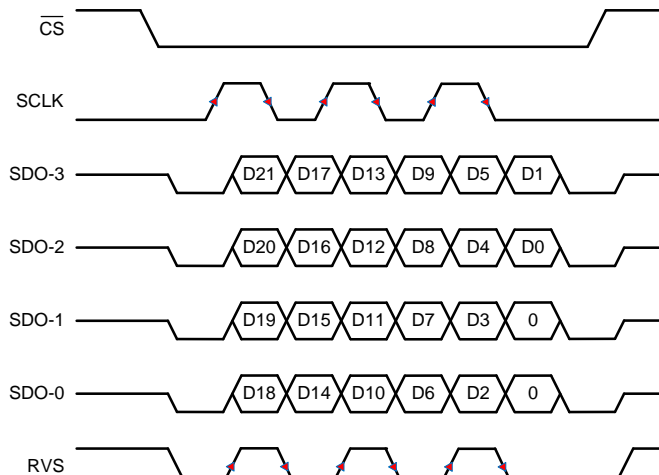 CS
SCLK
SDO-3 D21 D17 D13 D9 D5 D1
SDO-2 D20 D16 D12 D8 D4 D0
SDO-1 D19 D15 D11 D7 D3 0
SDO-0 D18 D14 D10 D6 D2 0
RVS